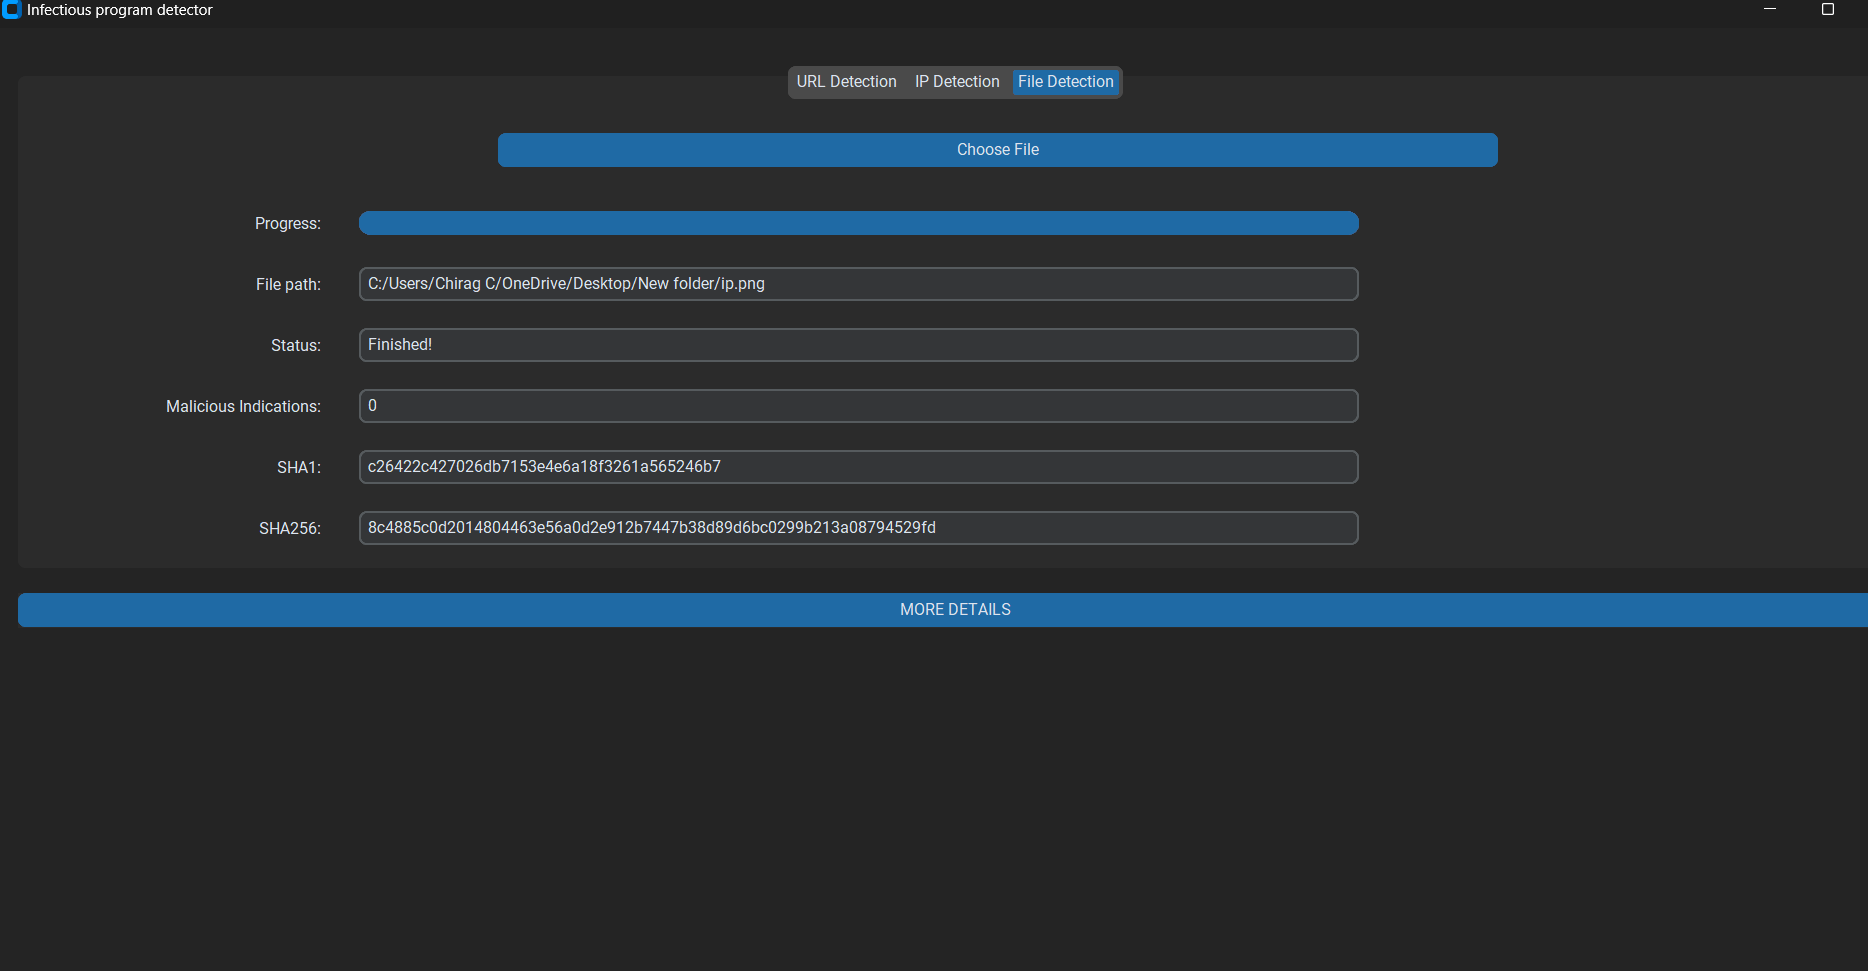 Infectious program detector
URL Detection IP Detection File Detection
Choose File
Progress:
File path: C:/Users/Chirag C/OneDrive/Desktop/New folder/ip.png
Status: Finished!
Malicious Indications: 0
SHA1: c26422c427026db7153e4e6a18f3261a565246b7
SHA256: 8c4885c0d2014804463e56a0d2e912b7447b38d89d6bc0299b213a08794529fd
MORE DETAILS